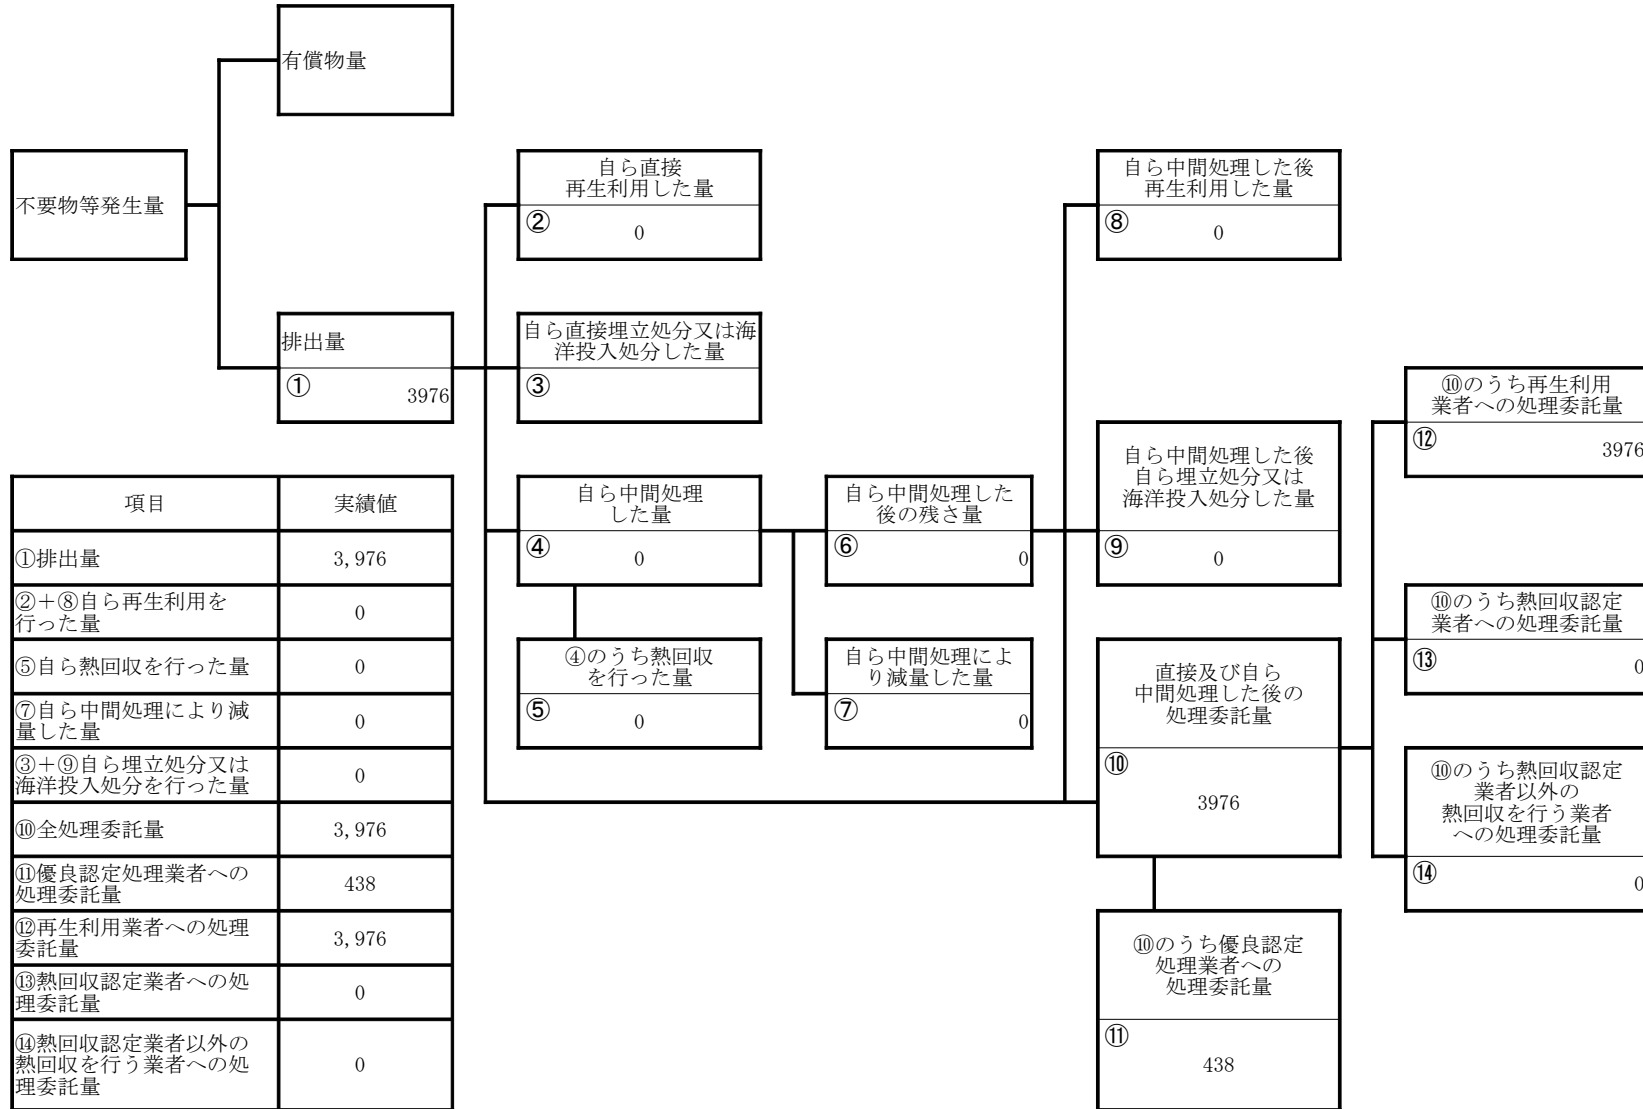 有償物量
不要物等発生量
自ら直接
再生利用した量
②
0
自ら中間処理した後
再生利用した量
⑧
0
排出量
①
3976
自ら直接埋立処分又は海
洋投入処分した量
③
⑩のうち再生利用
業者への処理委託量
⑫
3976
自ら中間処理
した量
④
0
自ら中間処理した
後の残さ量
⑥
0
自ら中間処理した後
自ら埋立処分又は
海洋投入処分した量
⑨
0
④のうち熱回収
を行った量
⑤
0
自ら中間処理によ
り減量した量
⑦
0
直接及び自ら
中間処理した後の
処理委託量
⑩
3976
⑩のうち熱回収認定
業者への処理委託量
⑬
0
⑩のうち熱回収認定
業者以外の
熱回収を行う業者
への処理委託量
⑭
0
⑩のうち優良認定
処理業者への
処理委託量
⑪
438
項目 実績値
①排出量 3,976
②+⑧自ら再生利用を
行った量 0
⑤自ら熱回収を行った量 0
⑦自ら中間処理により減
量した量 0
③+⑨自ら埋立処分又は
海洋投入処分を行った量 0
⑩全処理委託量 3,976
⑪優良認定処理業者への
処理委託量 438
⑫再生利用業者への処理
委託量 3,976
⑬熱回収認定業者への処
理委託量 0
⑭熱回収認定業者以外の
熱回収を行う業者への処
理委託量 0